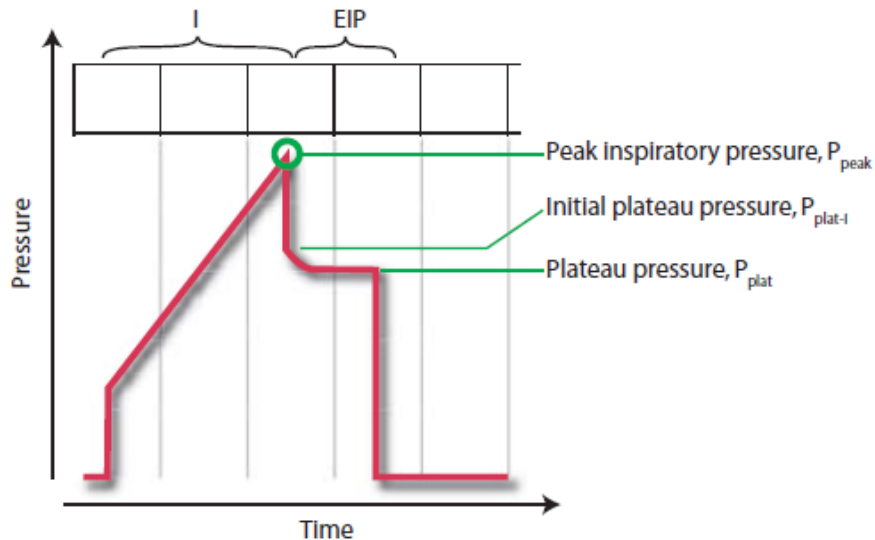 I
EIP
Peak inspiratory pressure, Ppeak
Initial plateau pressure, Pplat-I
Plateau pressure, Pplat
Pressure
Time